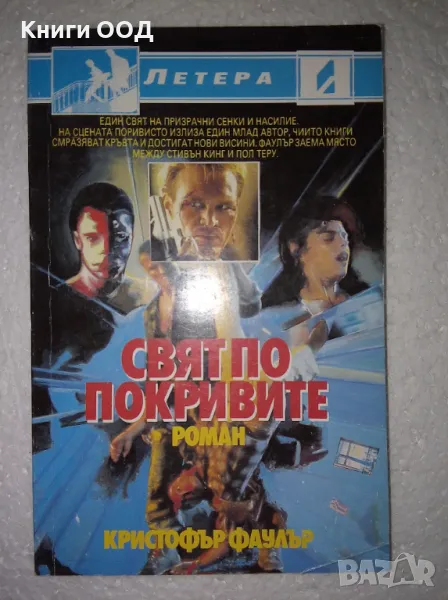 Книги ООД
ЛЕТЕРА
ЕДИН СВЯТ НА ПРИЗРАЧНИ СЕНКИ И НАСИЛИЕ.
НА СЦЕНАТА ПОРИВИСТО ИЗЛИЗА ЕДИН МЛАД АВТОР, ЧИИТО КНИГИ
СМРАЗЯВАТ КРЪВТА И ДОСТИГАТ НОВИ ВИСИНИ. ФАУЛЪР ЗАЕМА МЯСТО
МЕЖДУ СТИВЪН КИНГ И ПОЛ ТЕРУ.
СВЯТ ПО
ПОКРИВИТЕ
РОМАН
КРИСТОФЪР ФАУЛЪР
BAZAR